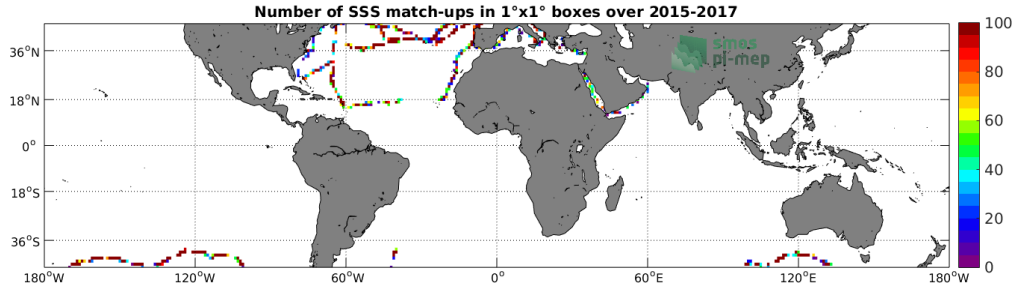 Number of SSS match-ups in 1°x1° boxes over 2015-2017
smos
pi-mep
36°N
18°N
0°
18°S
36°S
180°W
120°W
60°W
0°
60°E
120°E
180°W
100
80
60
40
20
0